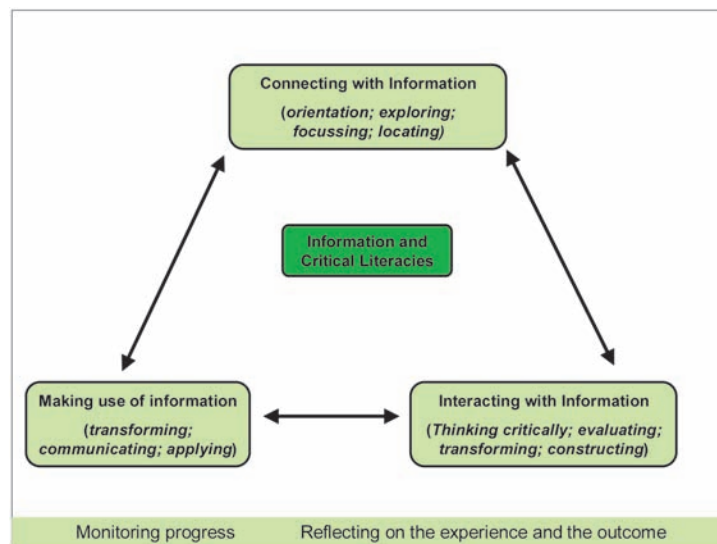 Connecting with Information
(orientation; exploring;
focussing; locating)
Information and
Critical Literacies
Making use of information
(transforming;
communicating; applying)
Interacting with Information
(Thinking critically; evaluating;
transforming; constructing)
Monitoring progress Reflecting on the experience and the outcome